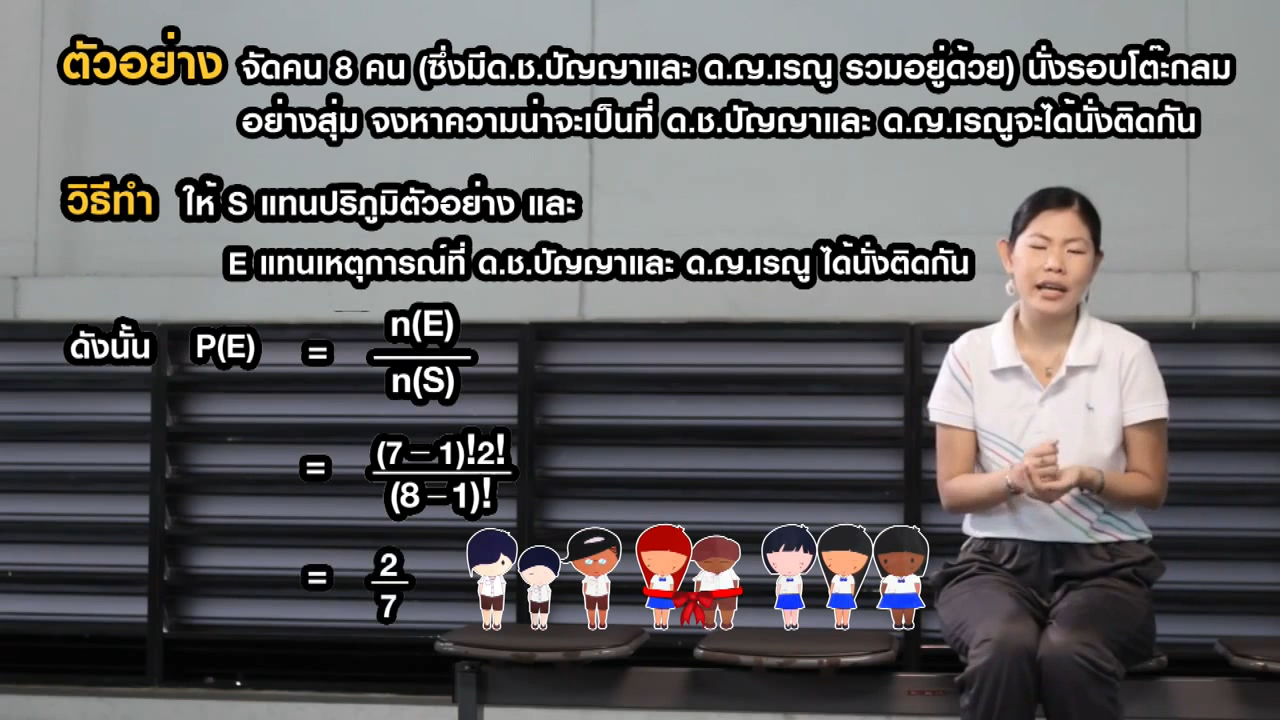 ตัวอย่าง จัดคน 8 คน (ซึ่งมีด.ช.ปัญญาและ ด.ญ.เรณู รวมอยู่ด้วย) นั่งรอบโต๊ะกลม
อย่างสุ่ม จงหาความน่าจะเป็นที่ ด.ช.ปัญญาและ ด.ญ.เรณูจะได้นั่งติดกัน
วิธีทำ ให้ S แทนปริภูมิตัวอย่าง และ
E แทนเหตุการณ์ที่ ด.ช.ปัญญาและ ด.ญ.เรณู ได้นั่งติดกัน
ดังนั้น P(E) = n(E)
n(S)
= (7 – 1)!2!
(8 – 1)!
= 2
7